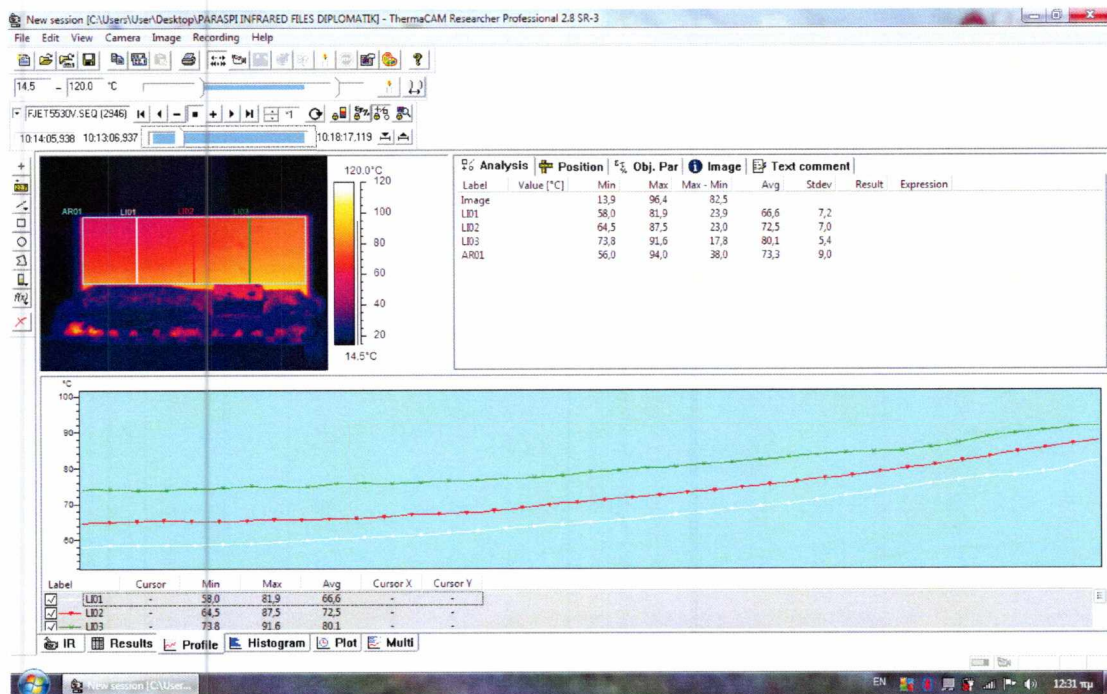 New session [C:\Users\User\Desktop\PARASPI INFRARED FILES DIPLOMATIK] - ThermaCAM Researcher Professional 2.8 SR-3
File Edit View Camera Image Recording Help
14.5 - 120.0 °C
FJET5530V.SEQ (2946)
10:14:05,938 10:13:06,937 10:18:17,119
120.0°C
120
100
80
60
40
20
14.5°C
AR01 LI01 LI02 LI03
Analysis Position Obj. Par Image Text comment
Label Value [°C] Min Max Max - Min Avg Stdev Result Expression
Image 13,9 96,4 82,5
LI01 58,0 81,9 23,9 66,6 7,2
LI02 64,5 87,5 23,0 72,5 7,0
LI03 73,8 91,6 17,8 80,1 5,4
AR01 56,0 94,0 38,0 73,3 9,0
°C
100
90
80
70
60
Label Cursor Min Max Avg Cursor X Cursor Y
LI01 - 58,0 81,9 66,6 - -
LI02 - 64,5 87,5 72,5 - -
LI03 - 73,8 91,6 80,1 - -
IR Results Profile Histogram Plot Multi
New session [C:\User... EN 12:31 πμ